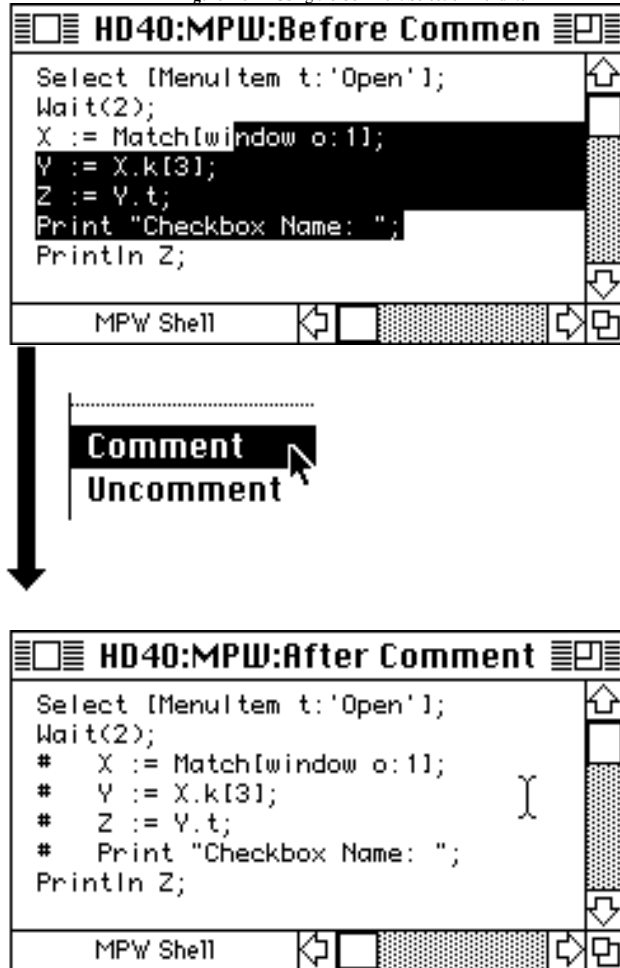 HD40:MPW:Before Commen
Select [MenuItem t:'Open'];
Wait(2);
X := Match[window o:1];
Y := X.k[3];
Z := Y.t;
Print "Checkbox Name: ";
Println Z;
MPW Shell
Comment
Uncomment
HD40:MPW:After Comment
Select [MenuItem t:'Open'];
Wait(2);
# X := Match[window o:1];
# Y := X.k[3];
# Z := Y.t;
# Print "Checkbox Name: ";
Println Z;
MPW Shell